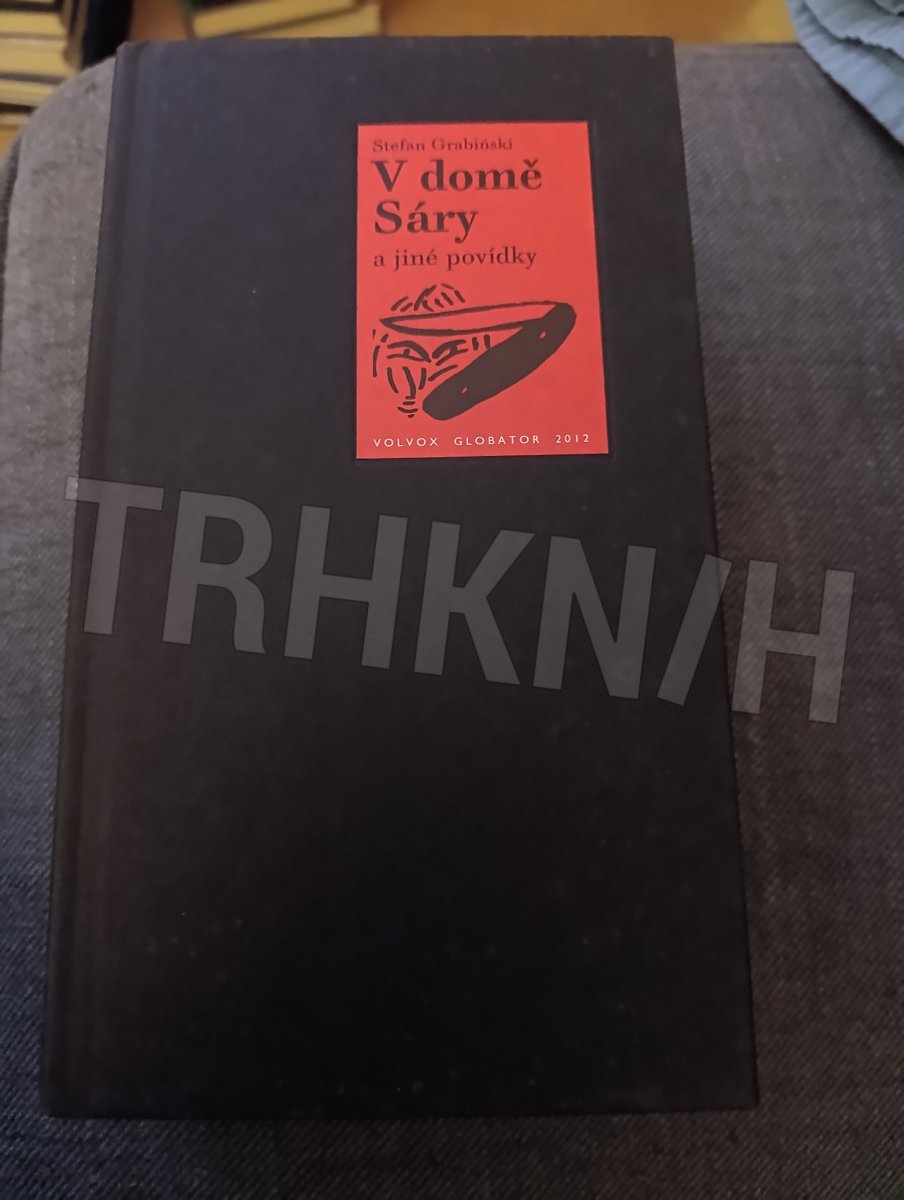 Stefan Grabiński
V domě
Sáry
a jiné povídky
VOLVOX GLOBATOR 2012
TRHKNIH